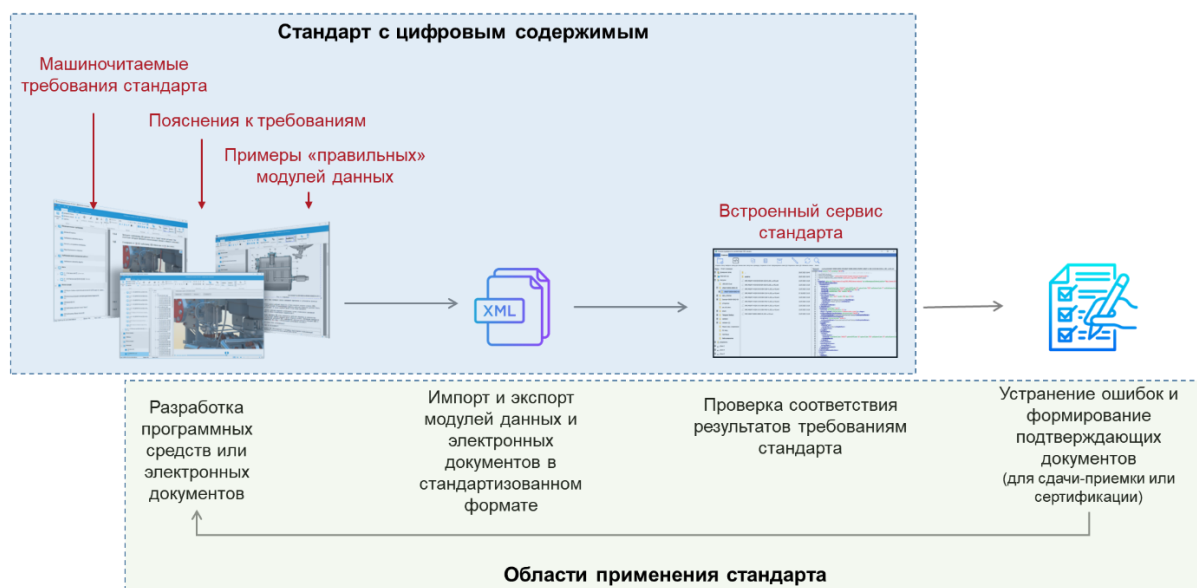 Стандарт с цифровым содержимым
Машиночитаемые
требования стандарта
Пояснения к требованиям
Примеры «правильных»
модулей данных
Встроенный сервис
стандарта
XML
Разработка
программных
средств или
электронных
документов
Импорт и экспорт
модулей данных и
электронных
документов в
стандартизованном
формате
Проверка соответствия
результатов требованиям
стандарта
Устранение ошибок и
формирование
подтверждающих
документов
(для сдачи-приемки или
сертификации)
Области применения стандарта